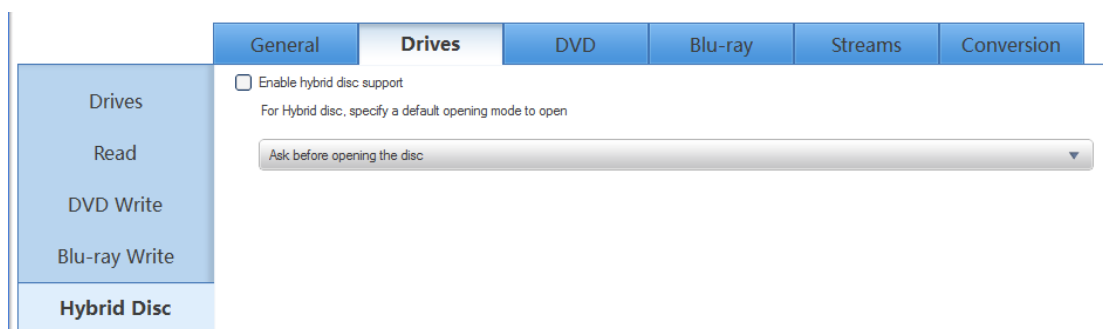 General Drives DVD Blu-ray Streams Conversion
Drives
Read
DVD Write
Blu-ray Write
Hybrid Disc
Enable hybrid disc support
For Hybrid disc, specify a default opening mode to open
Ask before opening the disc